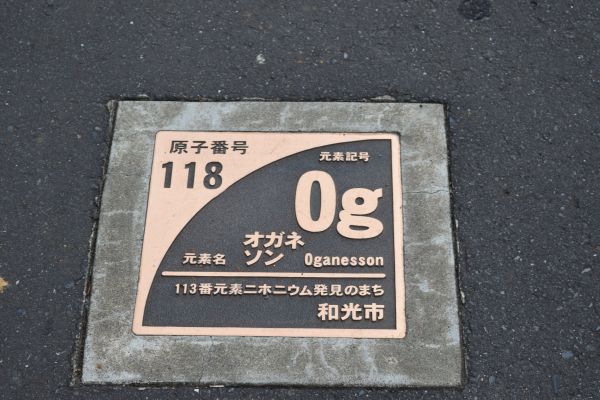 原子番号
118
元素記号
Og
元素名 オガネソン Oganesson
113番元素ニホニウム発見のまち
和光市